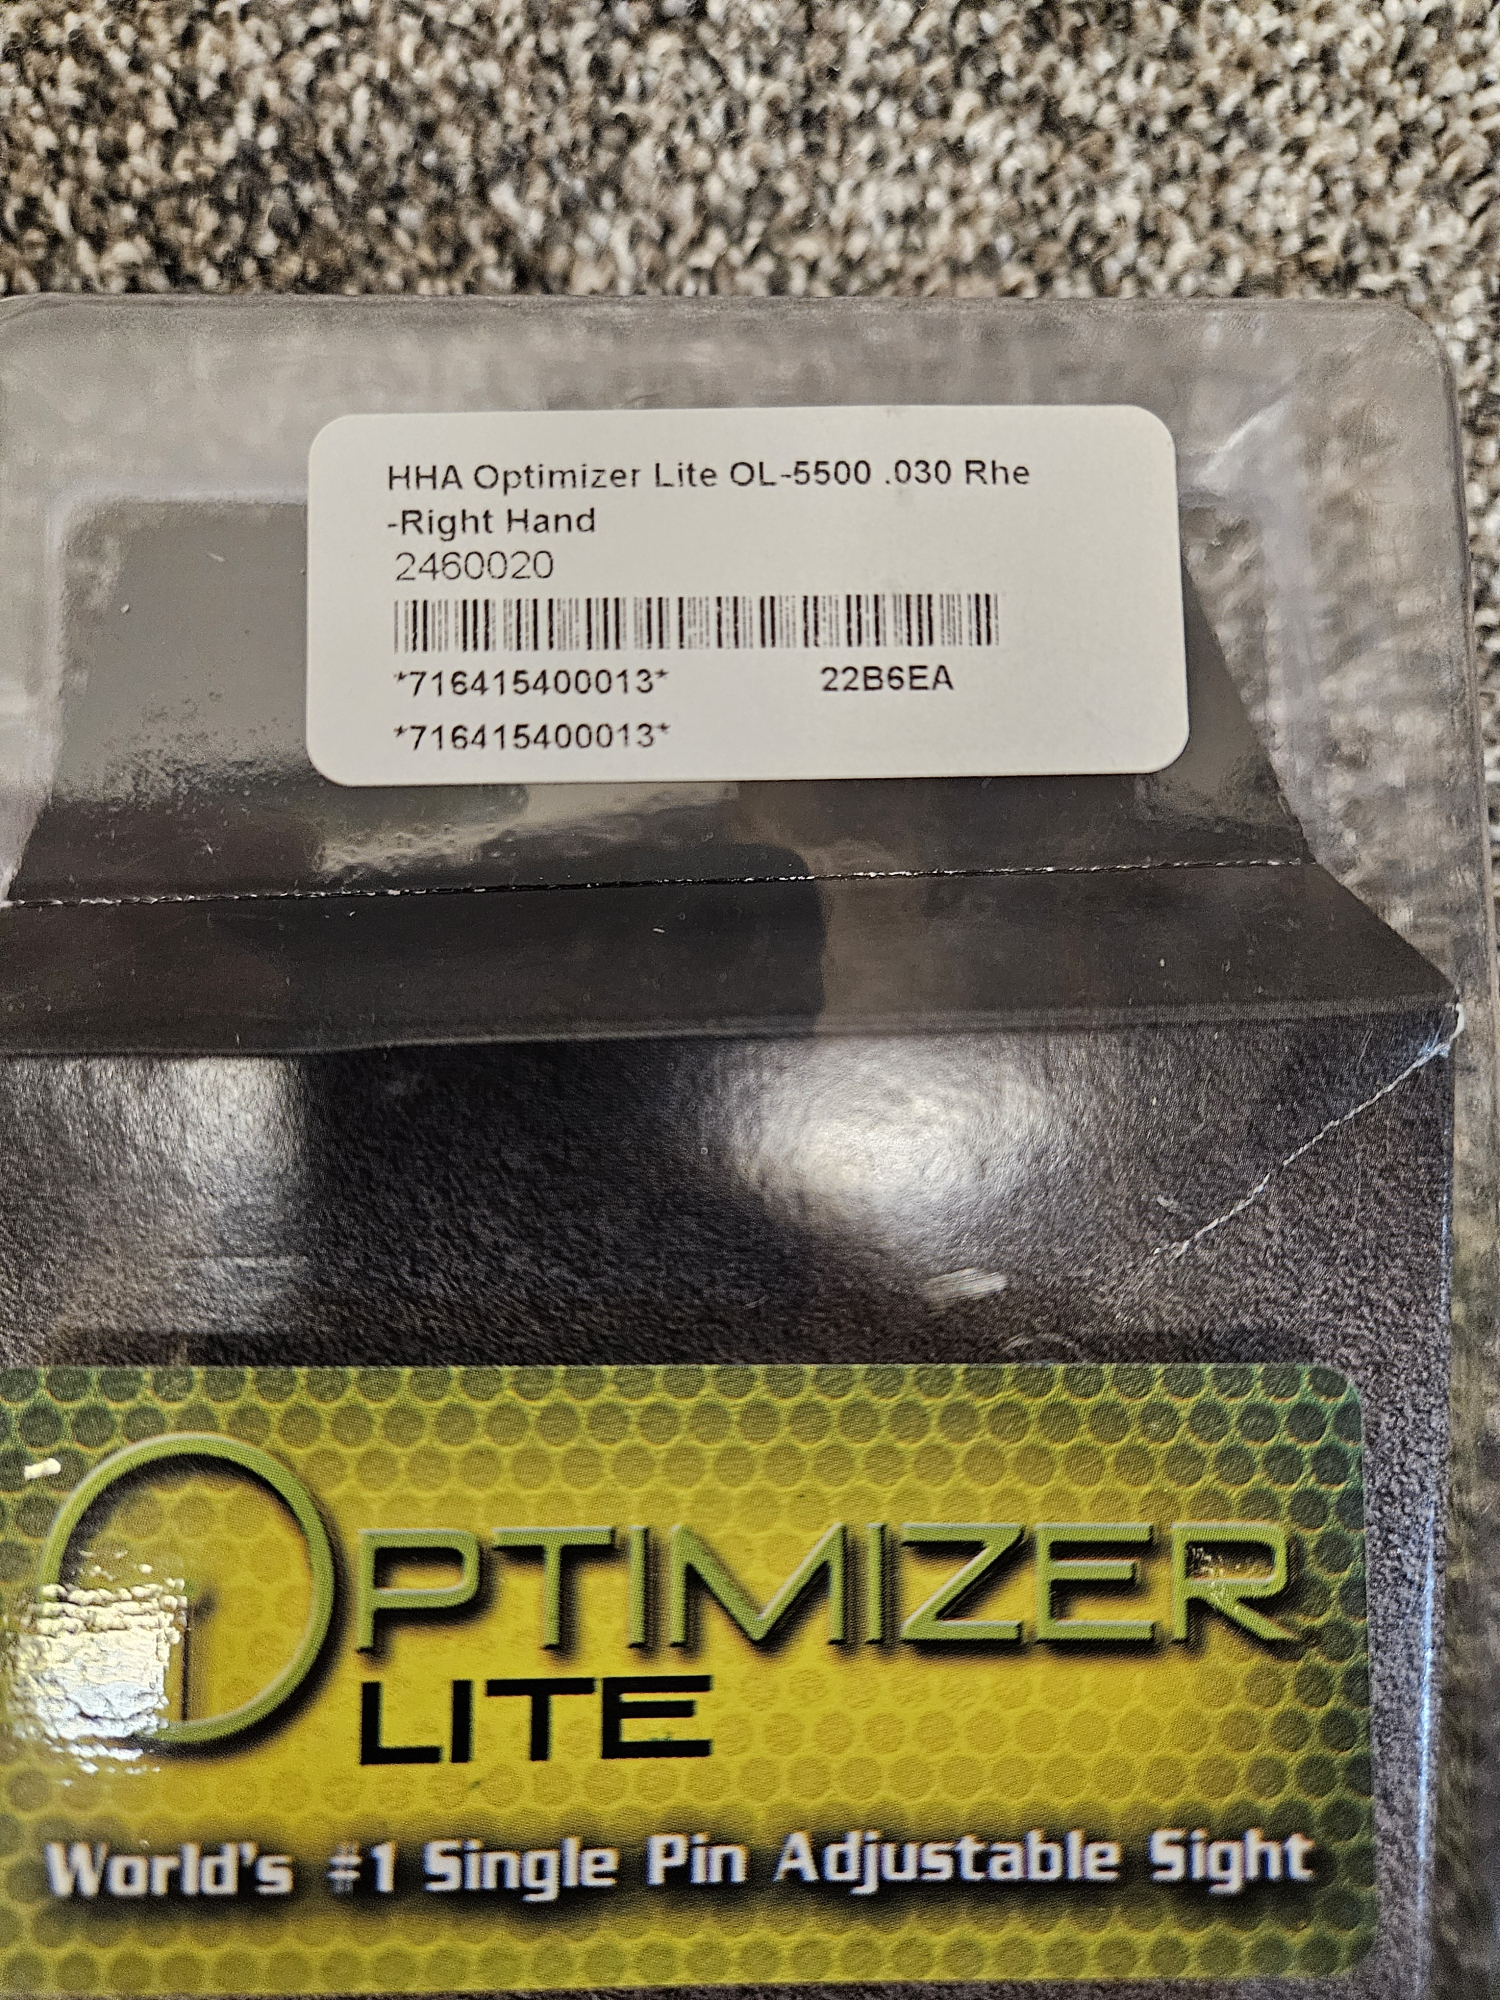 HHA Optimizer Lite OL-5500 .030 Rhe
-Right Hand
2460020
*716415400013* 22B6EA
*716415400013*
OPTIMIZER
LITE
World's #1 Single Pin Adjustable Sight